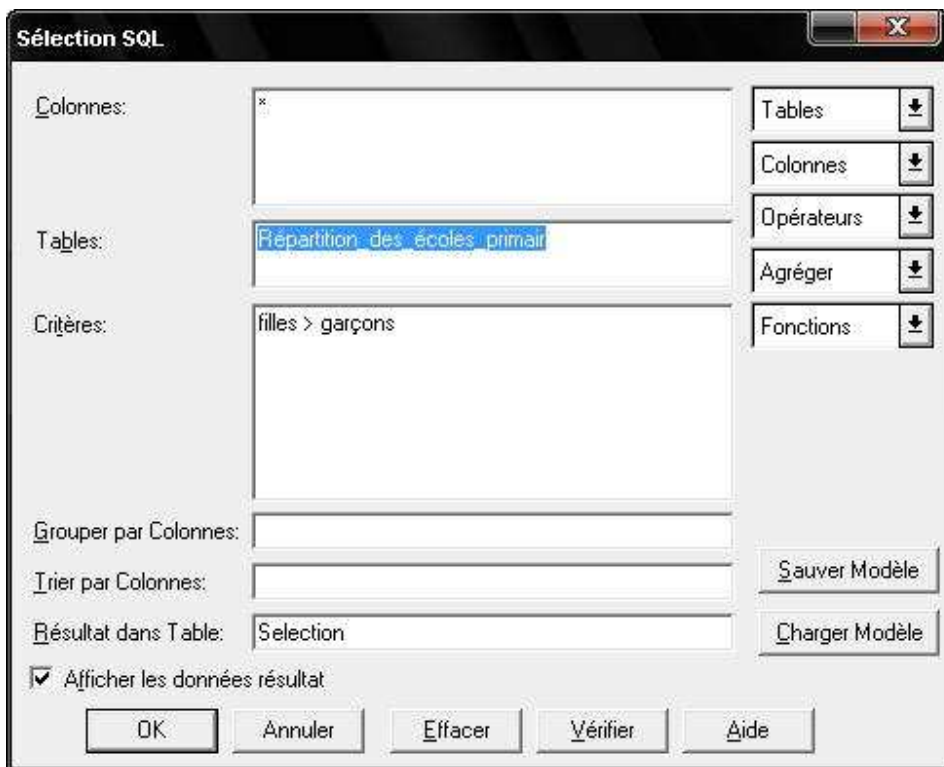 Sélection SQL
Colonnes:
*
Tables
Colonnes
Opérateurs
Agréger
Fonctions
Tables:
Répartition_des_écoles_primair
Critères:
filles > garçons
Grouper par Colonnes:
Trier par Colonnes:
Résultat dans Table:
Selection
Sauver Modèle
Charger Modèle
Afficher les données résultat
OK
Annuler
Effacer
Vérifier
Aide